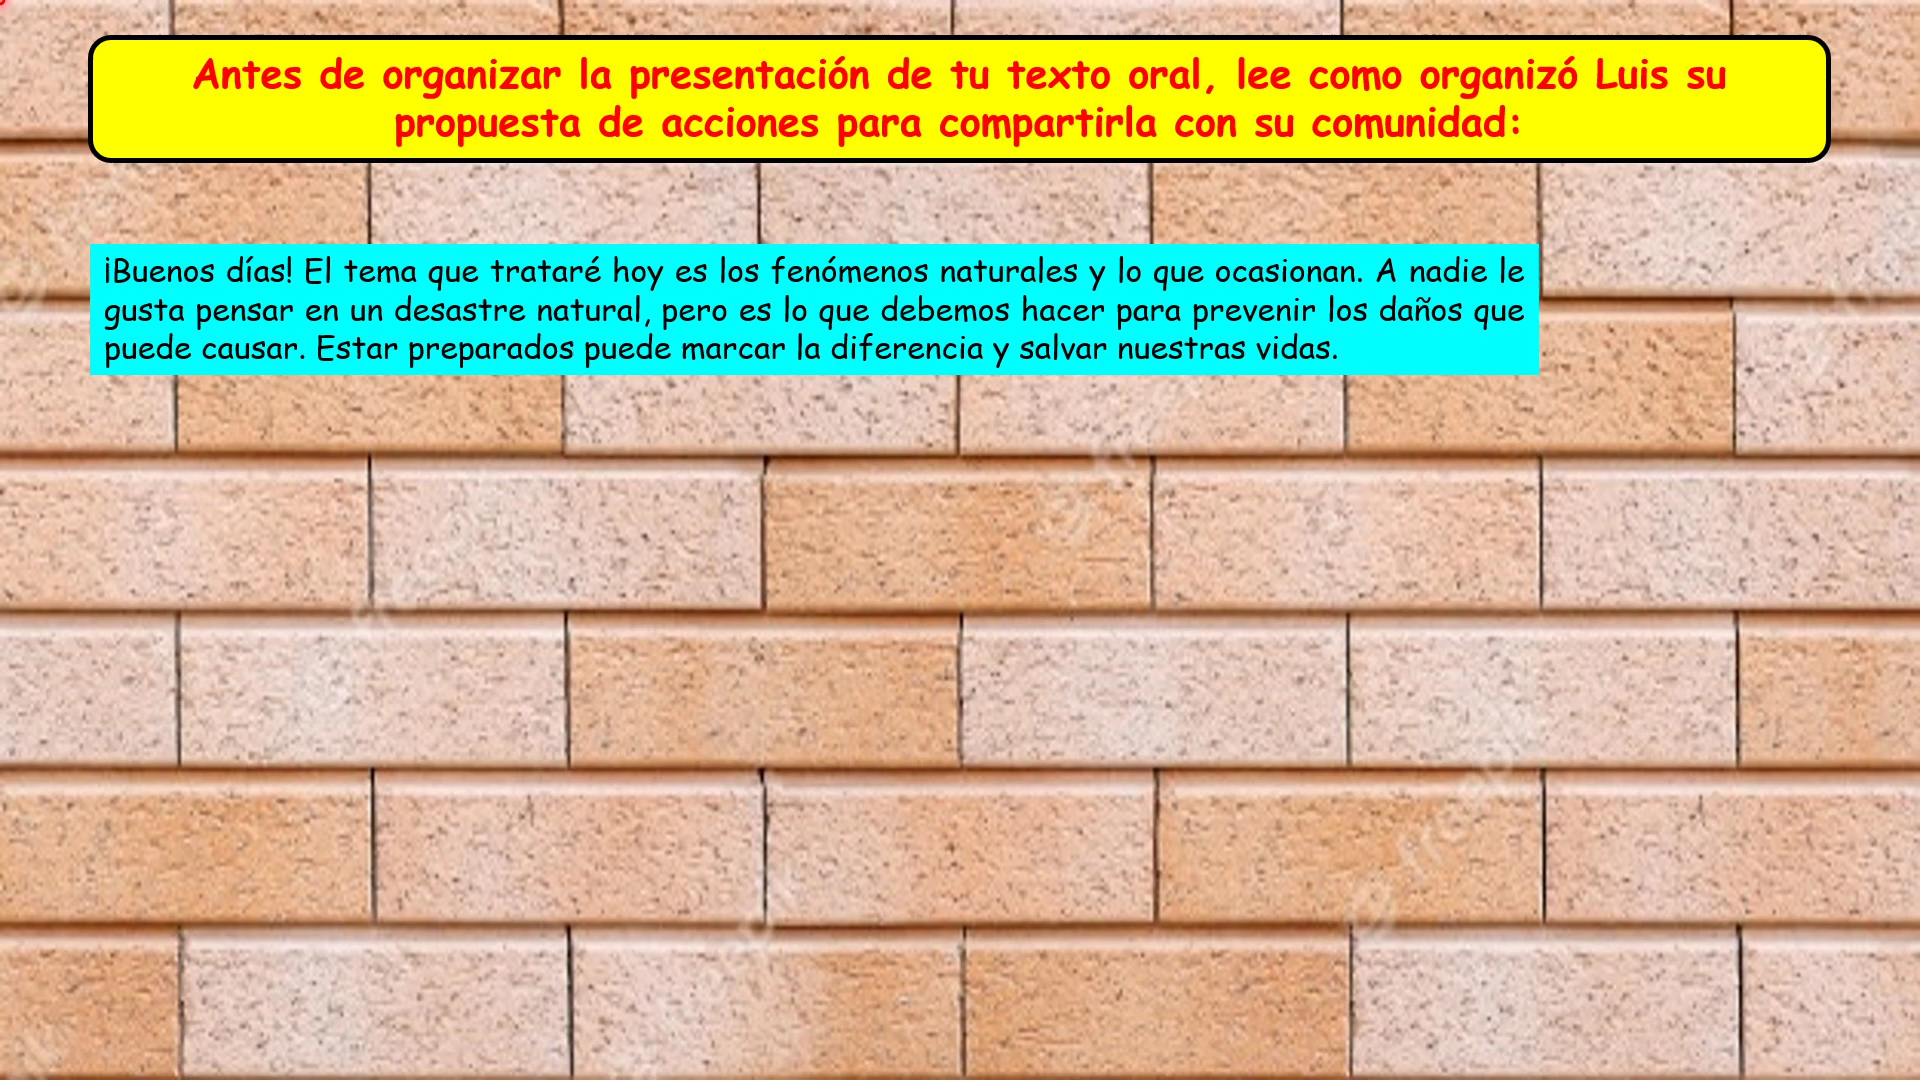 Antes de organizar la presentación de tu texto oral, lee como organizó Luis su
propuesta de acciones para compartirla con su comunidad:
¡Buenos días! El tema que trataré hoy es los fenómenos naturales y lo que ocasionan. A nadie le
gusta pensar en un desastre natural, pero es lo que debemos hacer para prevenir los daños que
puede causar. Estar preparados puede marcar la diferencia y salvar nuestras vidas.